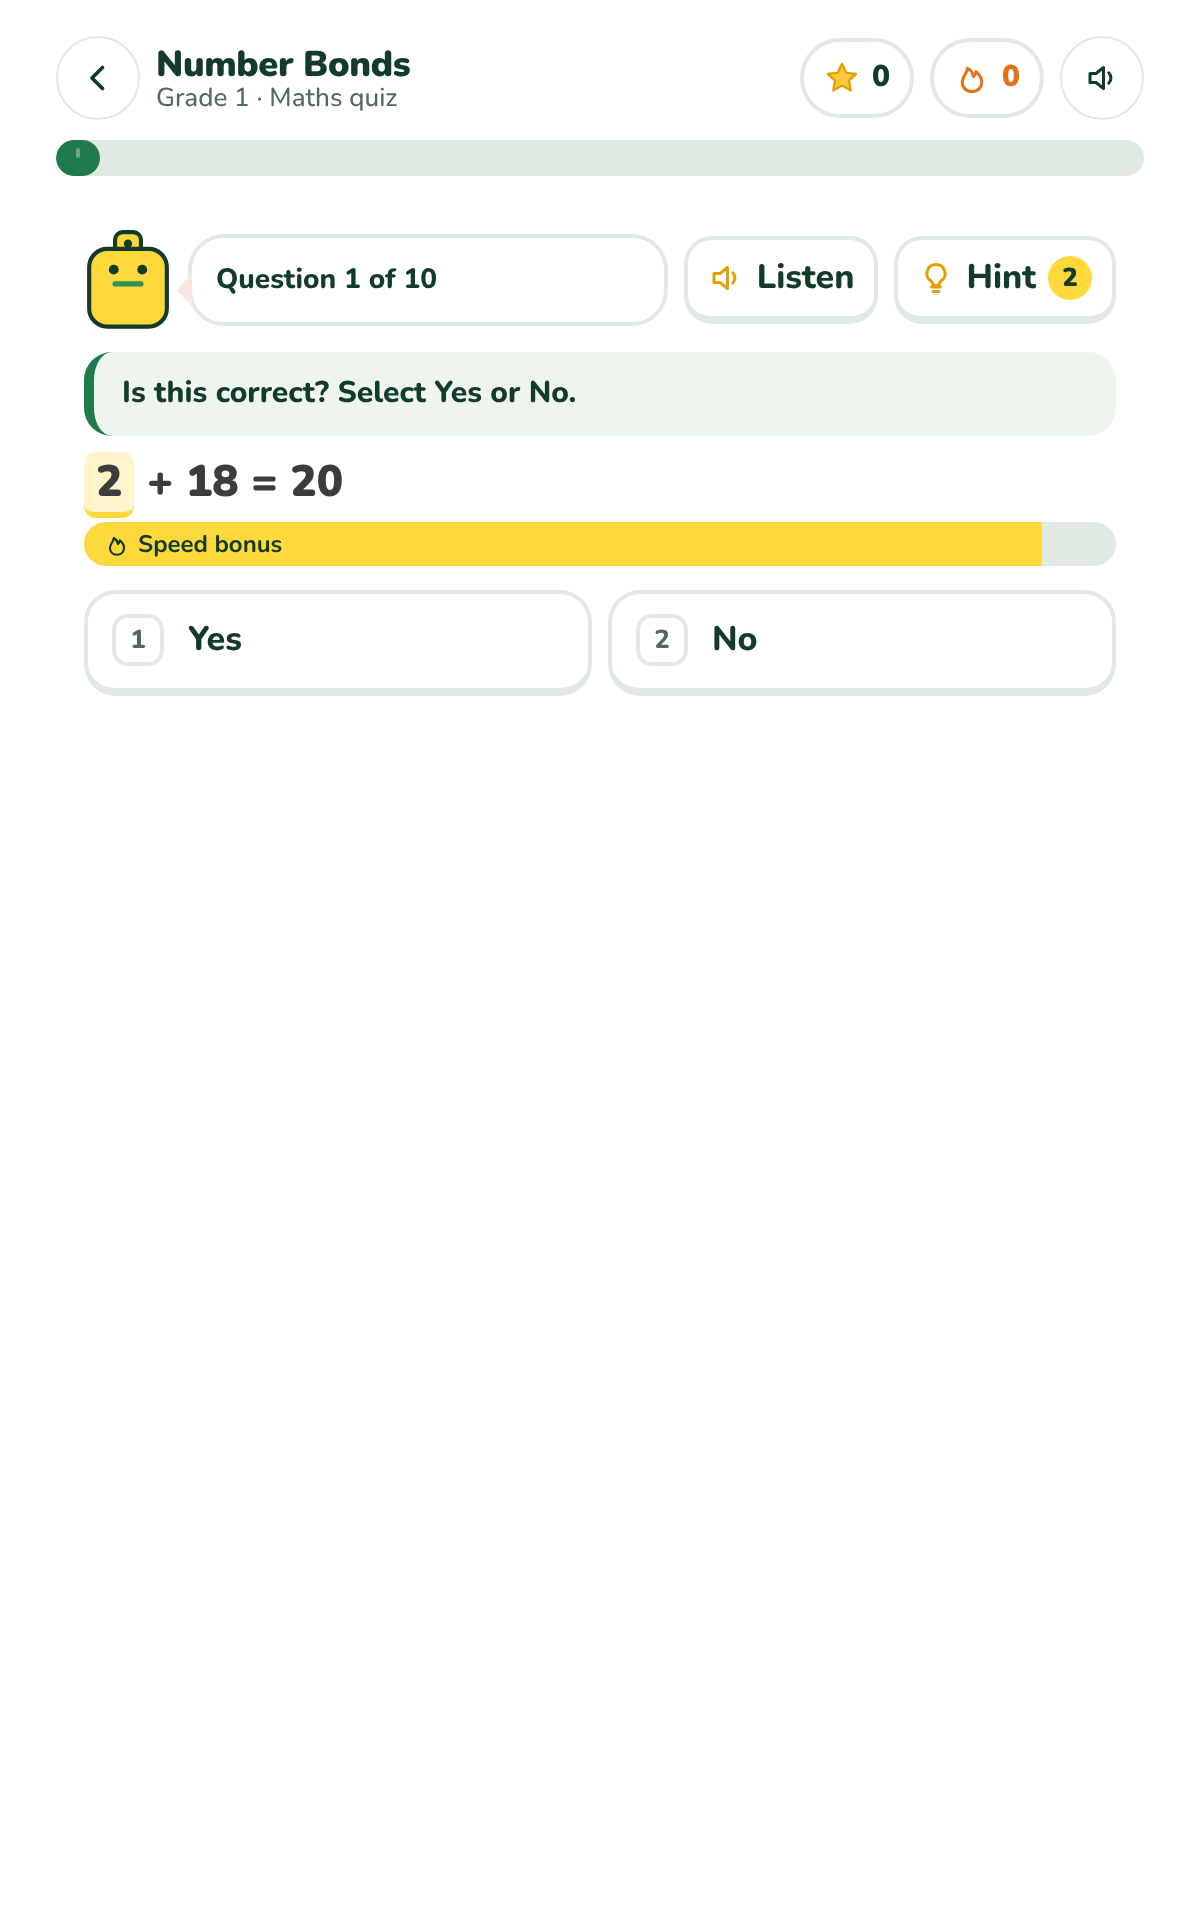 Number Bonds
Grade 1 · Maths quiz
0
0
Question 1 of 10
Listen
Hint 2
Is this correct? Select Yes or No.
2 + 18 = 20
Speed bonus
1 Yes
2 No